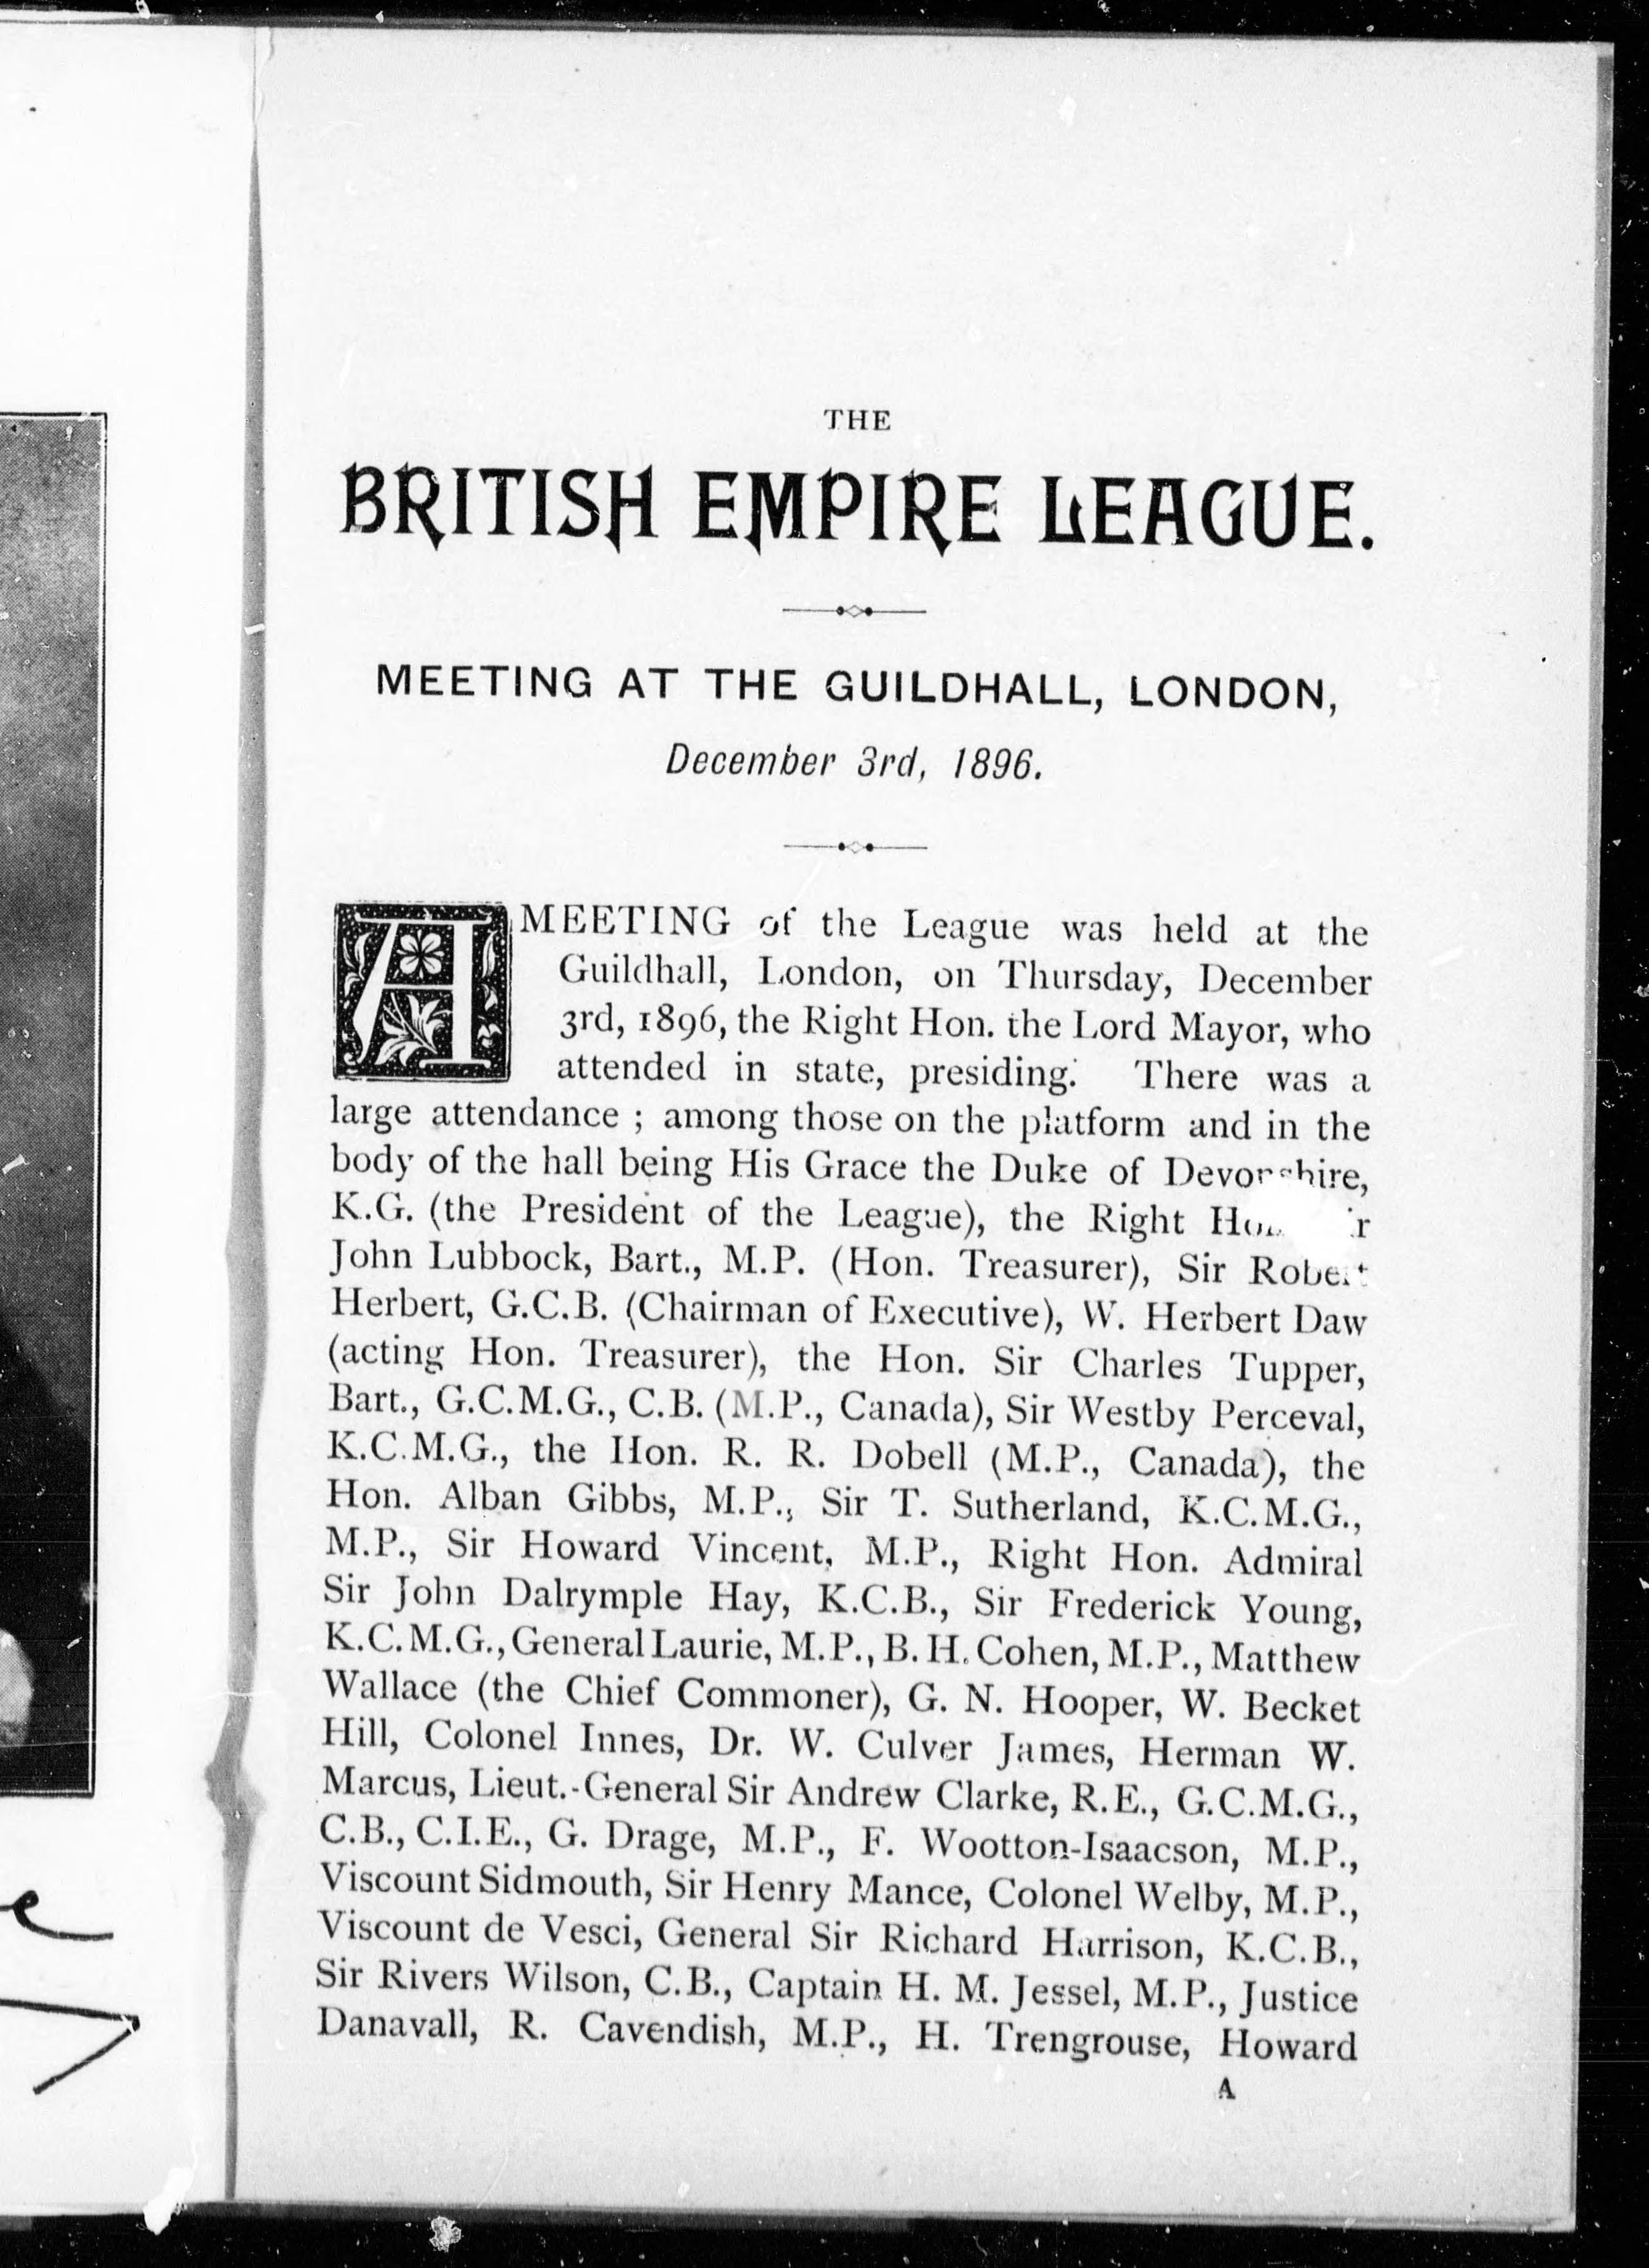 THE
BRITISH EMPIRE LEAGUE.
MEETING AT THE GUILDHALL, LONDON,
December 3rd, 1896.
A MEETING of the League was held at the
Guildhall, London, on Thursday, December
3rd, 1896, the Right Hon. the Lord Mayor, who
attended in state, presiding. There was a
large attendance ; among those on the platform and in the
body of the hall being His Grace the Duke of Devonshire,
K.G. (the President of the League), the Right
John Lubbock, Bart., M.P. (Hon. Treasurer), Sir Robert
Herbert, G.C.B. (Chairman of Executive), W. Herbert Daw
(acting Hon. Treasurer), the Hon. Sir Charles Tupper,
Bart., G.C.M.G., C.B. (M.P., Canada), Sir Westby Perceval,
K.C.M.G., the Hon. R. R. Dobell (M.P., Canada), the
Hon. Alban Gibbs, M.P., Sir T. Sutherland, K.C.M.G.,
M.P., Sir Howard Vincent, M.P., Right Hon. Admiral
Sir John Dalrymple Hay, K.C.B., Sir Frederick Young,
K.C.M.G., General Laurie, M.P., B. H. Cohen, M.P., Matthew
Wallace (the Chief Commoner), G. N. Hooper, W. Becket
Hill, Colonel Innes, Dr. W. Culver James, Herman W.
Marcus, Lieut.-General Sir Andrew Clarke, R.E., G.C.M.G.,
C.B., C.I.E., G. Drage, M.P., F. Wootton-Isaacson, M.P.,
Viscount Sidmouth, Sir Henry Mance, Colonel Welby, M.P.,
Viscount de Vesci, General Sir Richard Harrison, K.C.B.,
Sir Rivers Wilson, C.B., Captain H. M. Jessel, M.P., Justice
Danavall, R. Cavendish, M.P., H. Trengrouse, Howard
A